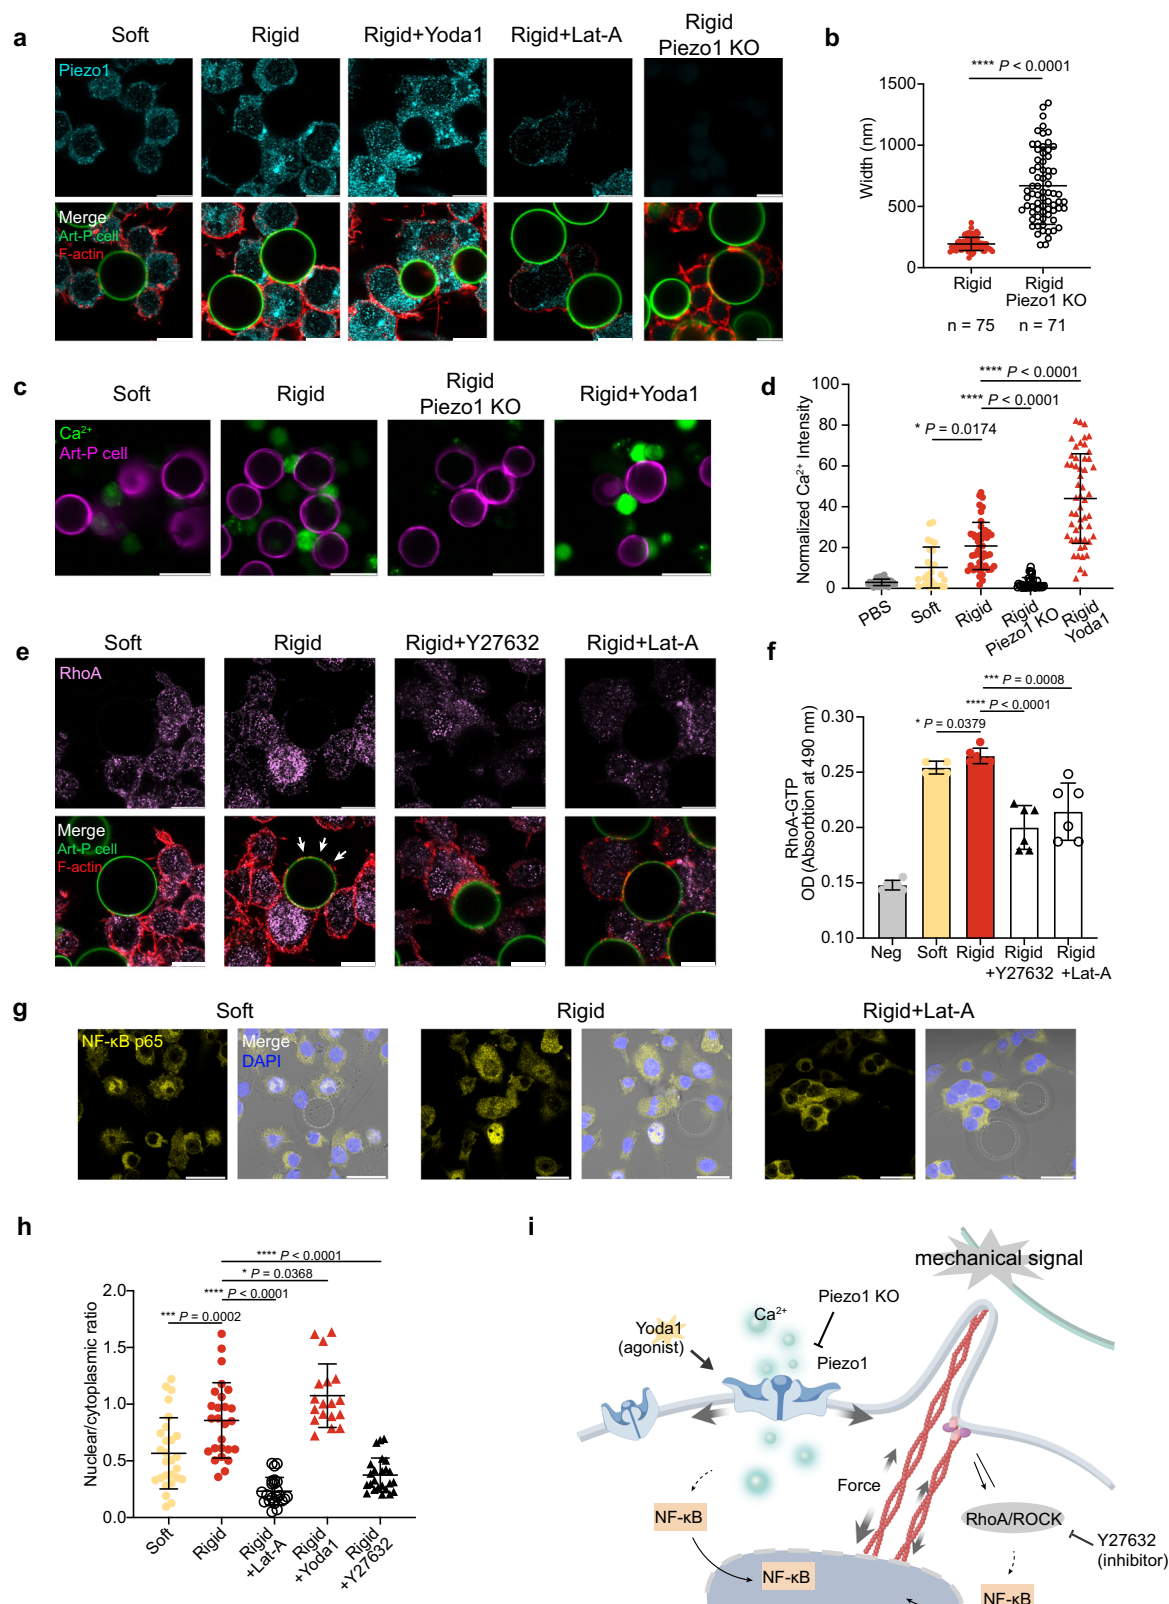 a
Soft
Rigid
Rigid+Yoda1
Rigid+Lat-A
Rigid
Piezo1 KO
Piezo1
Merge
Art-P cell
F-actin
b
**** P < 0.0001
1500
1000
500
0
Width (nm)
Rigid
Rigid
Piezo1 KO
n = 75
n = 71
c
Soft
Rigid
Rigid
Piezo1 KO
Rigid+Yoda1
Ca²⁺
Art-P cell
d
**** P < 0.0001
**** P < 0.0001
* P = 0.0174
100
80
60
40
20
0
Normalized Ca²⁺ Intensity
PBS
Soft
Rigid
Rigid
Piezo1 KO
Rigid
Yoda1
e
Soft
Rigid
Rigid+Y27632
Rigid+Lat-A
RhoA
Merge
Art-P cell
F-actin
f
*** P = 0.0008
**** P < 0.0001
* P = 0.0379
0.30
0.25
0.20
0.15
0.10
RhoA-GTP
OD (Absorption at 490 nm)
Neg
Soft
Rigid
Rigid
+Y27632
Rigid
+Lat-A
g
Soft
Rigid
Rigid+Lat-A
NF-κB p65
Merge
DAPI
h
**** P < 0.0001
* P = 0.0368
**** P < 0.0001
*** P = 0.0002
2.0
1.5
1.0
0.5
0.0
Nuclear/cytoplasmic ratio
Soft
Rigid
Rigid
+Lat-A
Rigid
+Yoda1
Rigid
+Y27632
i
mechanical signal
Piezo1 KO
Ca²⁺
Yoda1
(agonist)
Piezo1
Force
NF-κB
RhoA/ROCK
Y27632
(inhibitor)
NF-κB
NF-κB